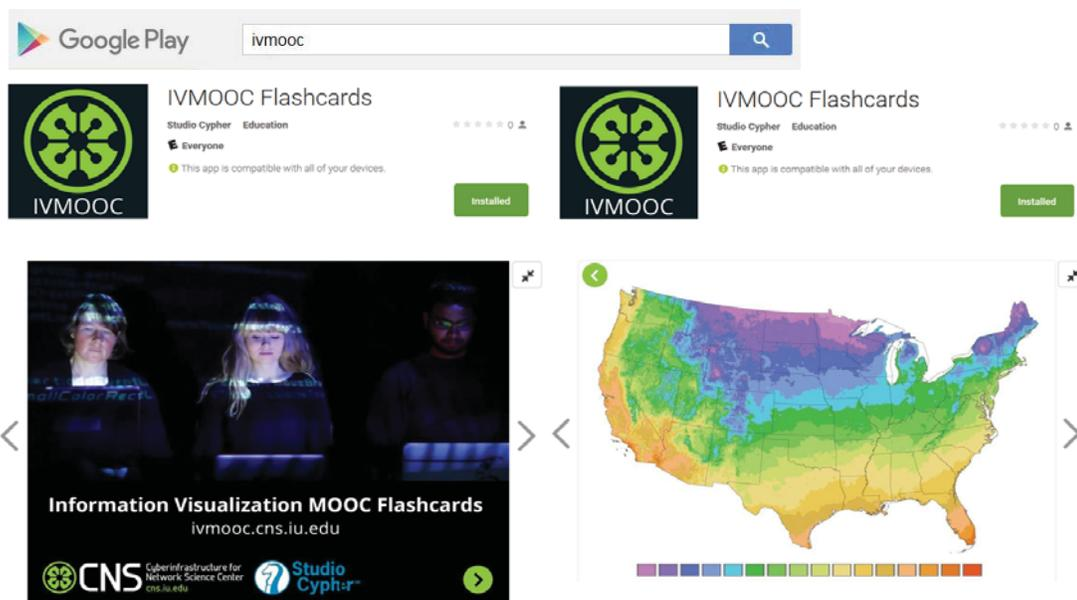 Google Play
ivmooc
IVMOOC Flashcards
Studio Cypher Education
0
E Everyone
This app is compatible with all of your devices.
Installed
IVMOOC
IVMOOC Flashcards
Studio Cypher Education
0
E Everyone
This app is compatible with all of your devices.
Installed
IVMOOC
Information Visualization MOOC Flashcards
ivmooc.cns.iu.edu
CNS
Cyberinfrastructure for
Network Science Center
cns.iu.edu
Studio
Cypher